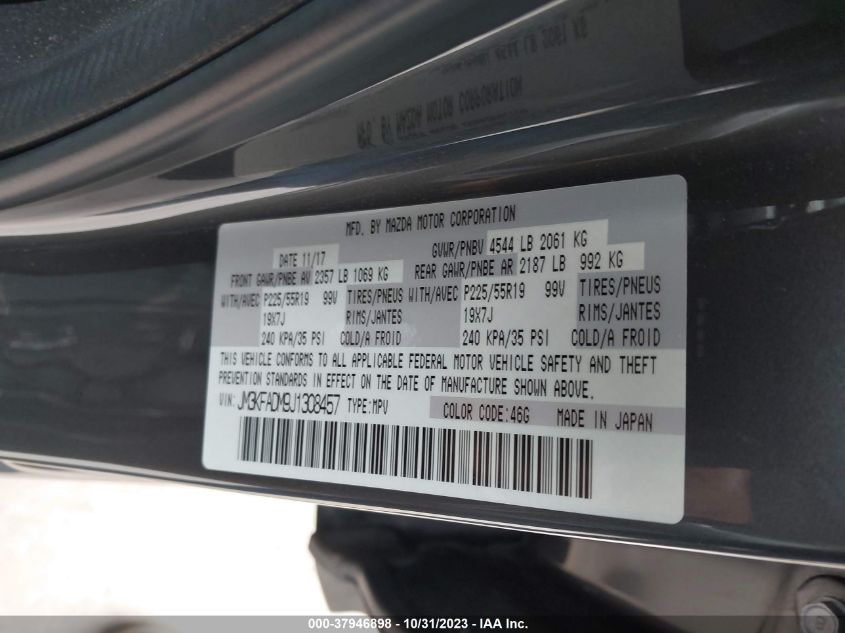 MFD. BY MAZDA MOTOR CORPORATION
DATE 11/17 GVWR/PNBV 4544 LB 2061 KG
FRONT GAWR/PNBE AV 2357 LB 1069 KG REAR GAWR/PNBE AR 2187 LB 992 KG
WITH/AVEC P225/55R19 99V TIRES/PNEUS WITH/AVEC P225/55R19 99V TIRES/PNEUS
19X7J RIMS/JANTES 19X7J RIMS/JANTES
240 KPA/35 PSI COLD/A FROID 240 KPA/35 PSI COLD/A FROID
THIS VEHICLE CONFORMS TO ALL APPLICABLE FEDERAL MOTOR VEHICLE SAFETY AND THEFT
PREVENTION STANDARDS IN EFFECT ON THE DATE OF MANUFACTURE SHOWN ABOVE.
VIN: JM3KFADM9J1308457 TYPE:MPV COLOR CODE:46G MADE IN JAPAN
000-37946898 - 10/31/2023 - IAA Inc.